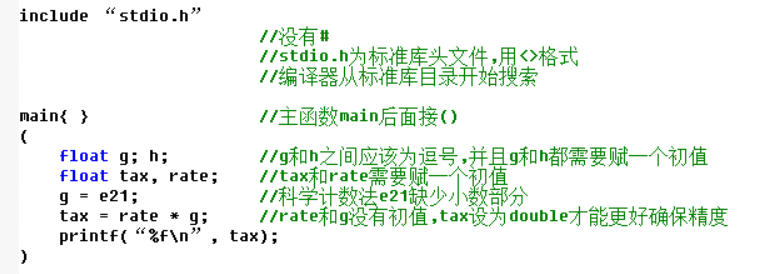 include “stdio.h”
//没有#
//stdio.h为标准库头文件,用<>格式
//编译器从标准库目录开始搜索
main{ } //主函数main后面接()
(
float g; h; //g和h之间应该为逗号,并且g和h都需要赋一个初值
float tax, rate; //tax和rate需要赋一个初值
g = e21; //科学计数法e21缺少小数部分
tax = rate * g; //rate和g没有初值,tax设为double才能更好确保精度
printf(“%f\n”, tax);
)